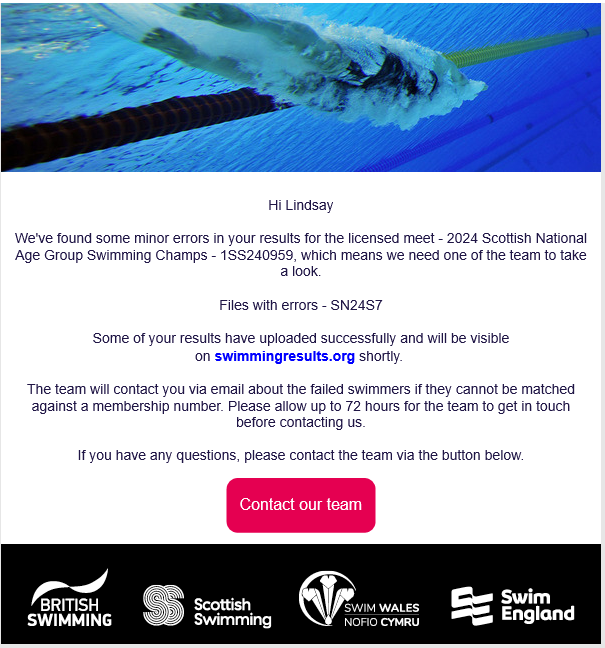 Hi Lindsay
We've found some minor errors in your results for the licensed meet - 2024 Scottish National
Age Group Swimming Champs - 1SS240959, which means we need one of the team to take
a look.
Files with errors - SN24S7
Some of your results have uploaded successfully and will be visible
on swimmingresults.org shortly.
The team will contact you via email about the failed swimmers if they cannot be matched
against a membership number. Please allow up to 72 hours for the team to get in touch
before contacting us.
If you have any questions, please contact the team via the button below.
Contact our team
BRITISH
SWIMMING
Scottish
Swimming
SWIM WALES
NOFIO CYMRU
Swim
England